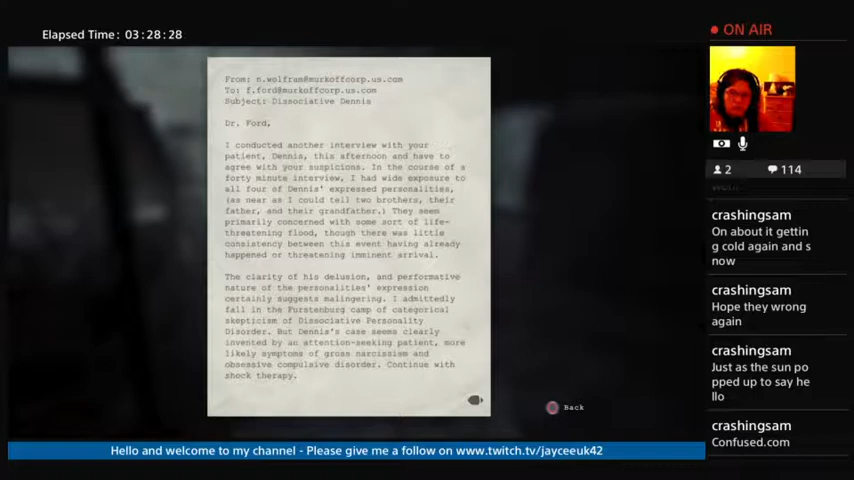 Elapsed Time: 03:28:28
From: n.wolfram@murkoffcorp.us.com
To: f.ford@murkoffcorp.us.com
Subject: Dissociative Dennis
Dr. Ford,
I conducted another interview with your
patient, Dennis, this afternoon and have to
agree with your suspicions. In the course of a
forty minute interview, I had wide exposure to
all four of Dennis' expressed personalities,
(as near as I could tell two brothers, their
father, and their grandfather.) They seem
primarily concerned with some sort of life-
threatening flood, though there was little
consistency between this event having already
happened or threatening imminent arrival.
The clarity of his delusion, and performative
nature of the personalities' expression
certainly suggests malingering. I admittedly
fall in the Furstenburg camp of categorical
skepticism of Dissociative Personality
Disorder. But Dennis's case seems clearly
invented by an attention-seeking patient, more
likely symptoms of gross narcissism and
obsessive compulsive disorder. Continue with
shock therapy.
Back
Hello and welcome to my channel - Please give me a follow on www.twitch.tv/jayceeuk42
ON AIR
2
114
crashingsam
On about it gettin
g cold again and s
now
crashingsam
Hope they wrong
again
crashingsam
Just as the sun po
pped up to say he
llo
crashingsam
Confused.com